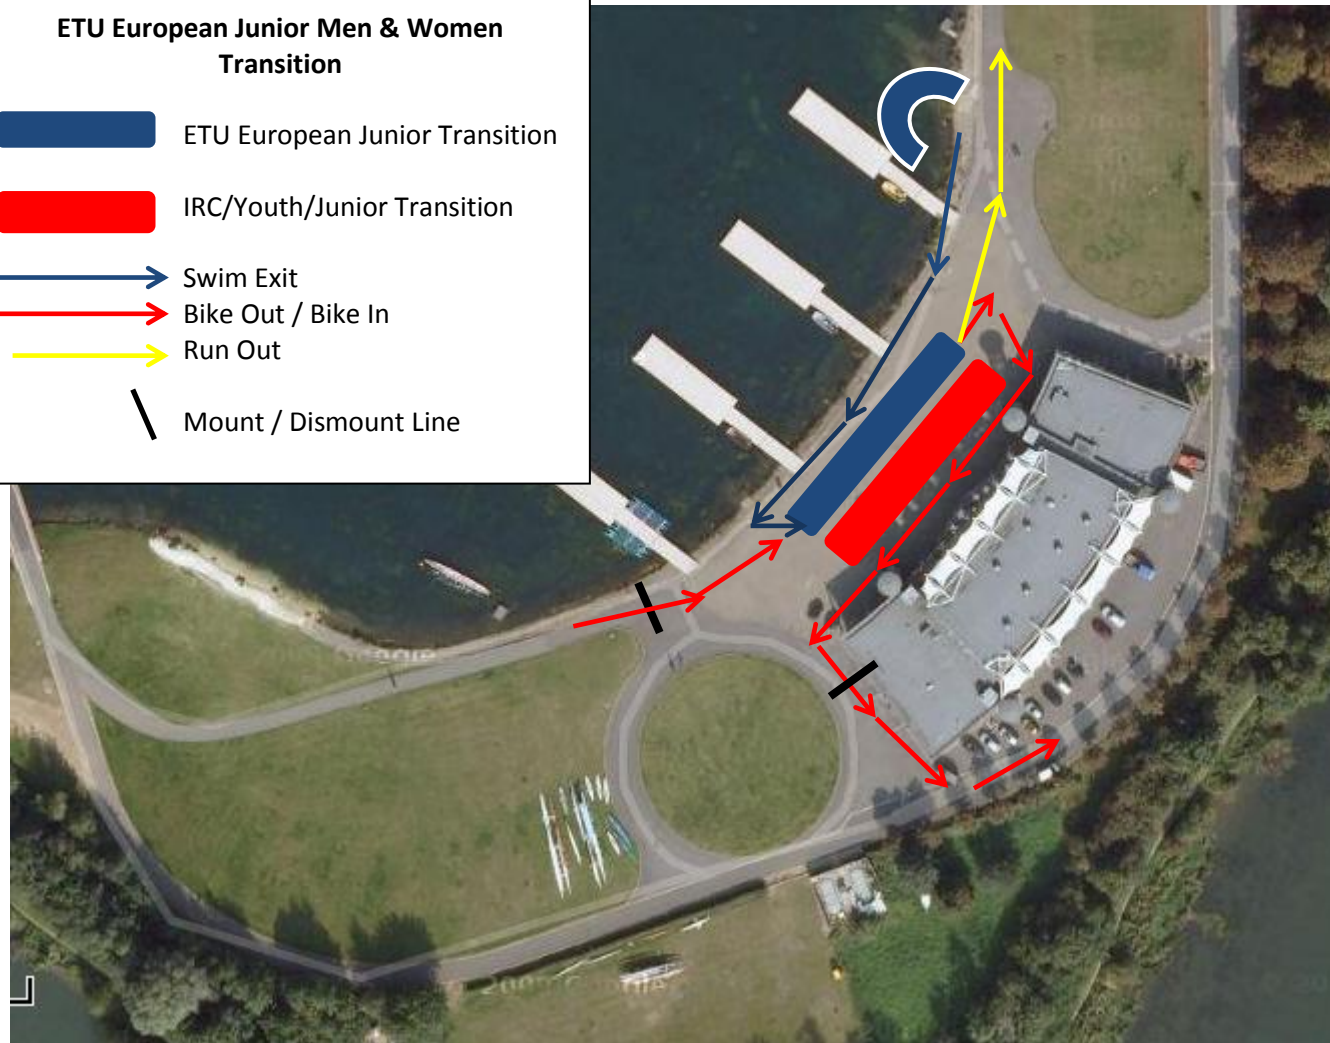 ETU European Junior Men & Women
Transition
ETU European Junior Transition
IRC/Youth/Junior Transition
Swim Exit
Bike Out / Bike In
Run Out
Mount / Dismount Line